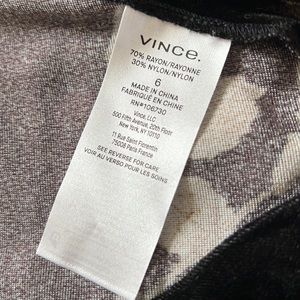 VINCE.
70% RAYON/RAYONNE
30% NYLON/NYLON
6
MADE IN CHINA
FABRIQUÉ EN CHINE
RN#106730
Vince, LLC
500 Fifth Avenue, 20th Floor
New York, NY 10110
11 Rue Saint Florentin
75008 Paris France
SEE REVERSE FOR CARE
VOIR AU VERSO POUR LES SOINS